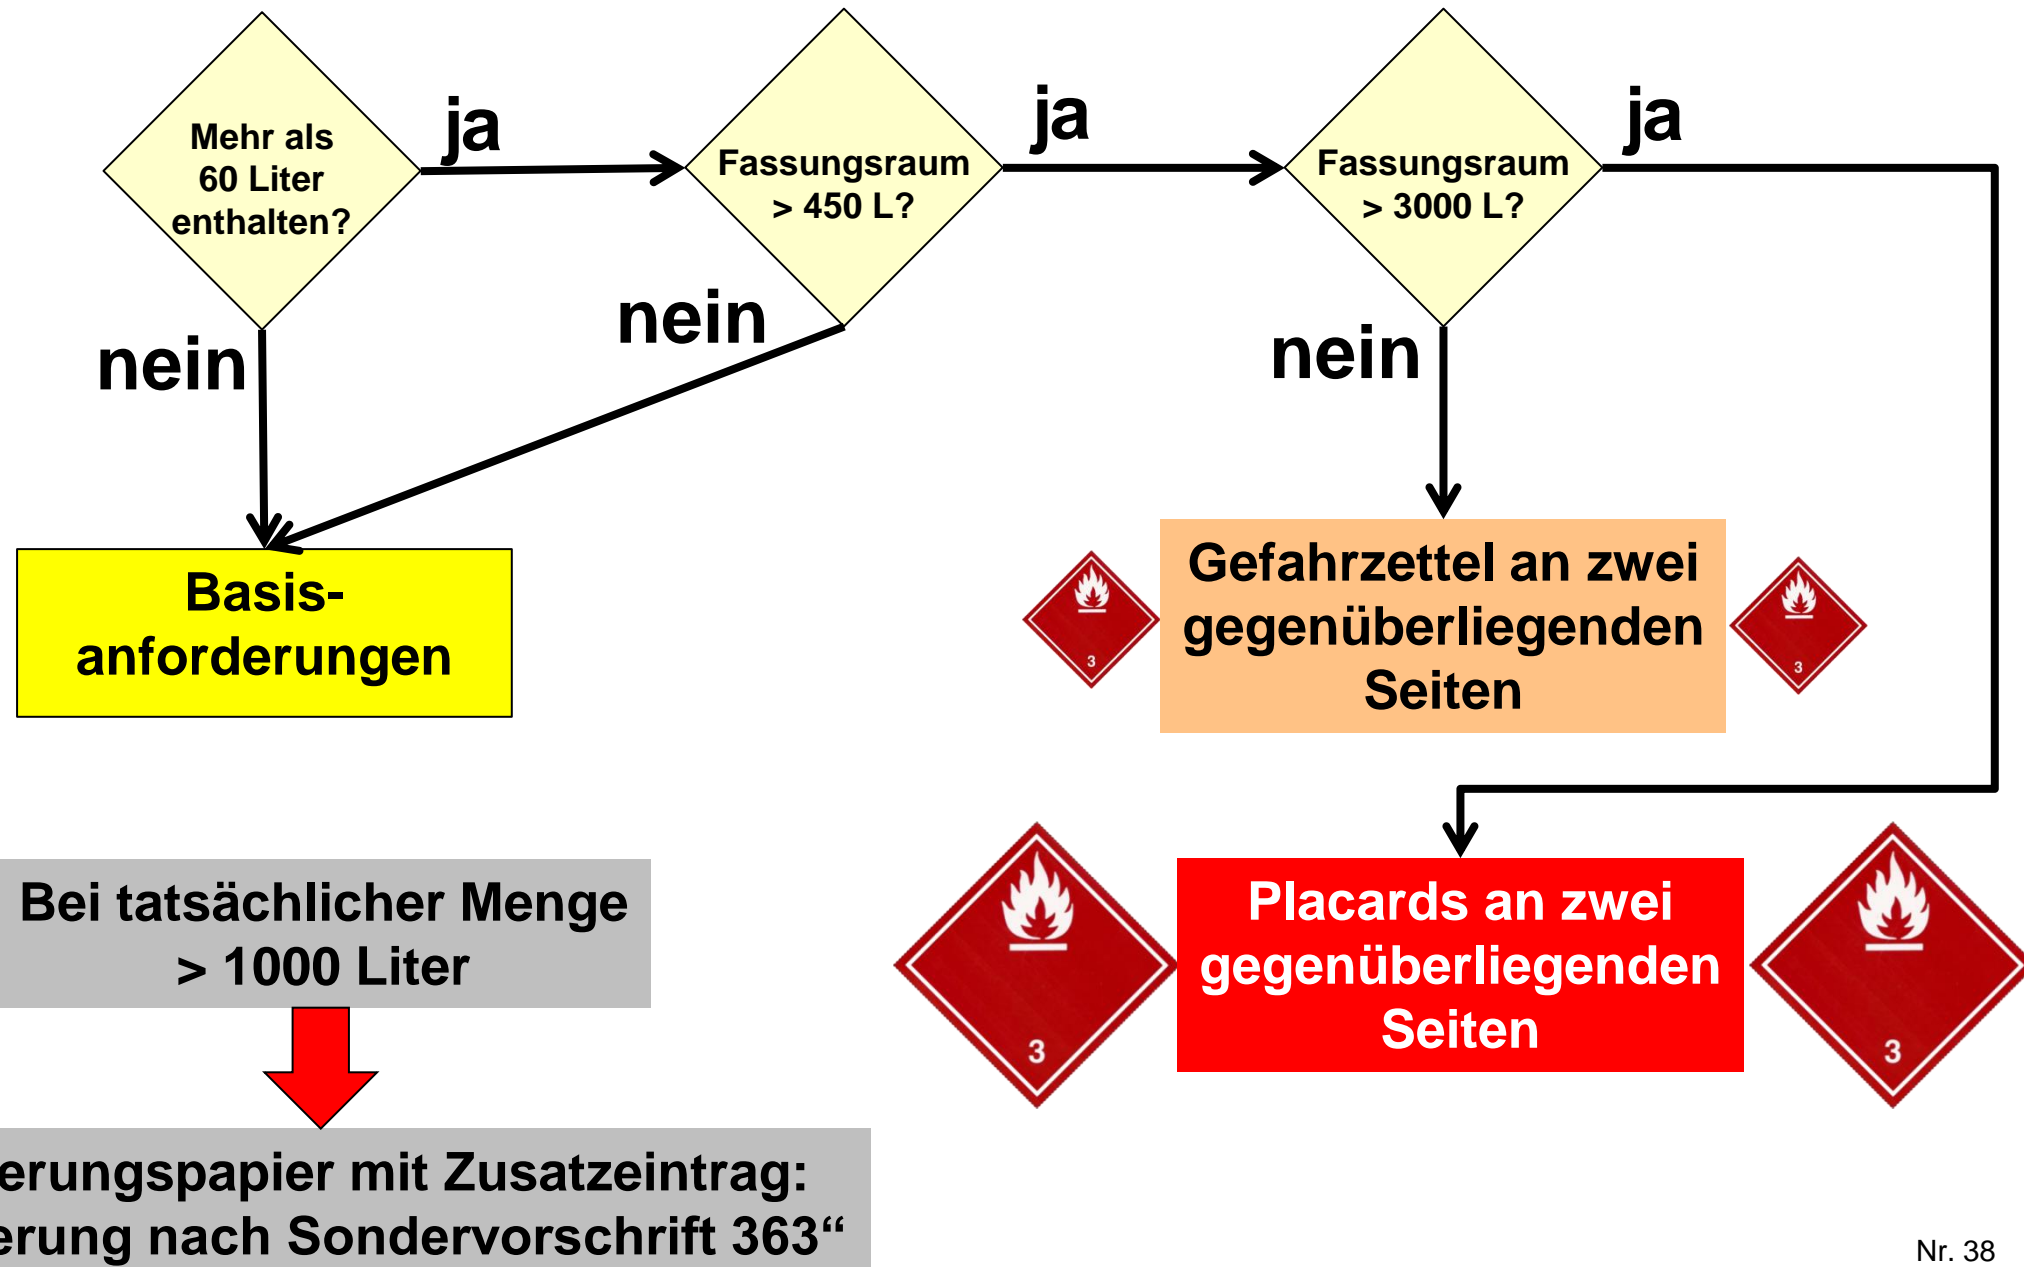 Mehr als
60 Liter
enthalten?
ja
Fassungsraum
> 450 L?
ja
Fassungsraum
> 3000 L?
ja
nein
nein
nein
Basis-
anforderungen
Gefahrzettel an zwei
gegenüberliegenden
Seiten
3
3
Bei tatsächlicher Menge
> 1000 Liter
Placards an zwei
gegenüberliegenden
Seiten
3
3
erungspapier mit Zusatzeintrag:
erung nach Sondervorschrift 363“
Nr. 38